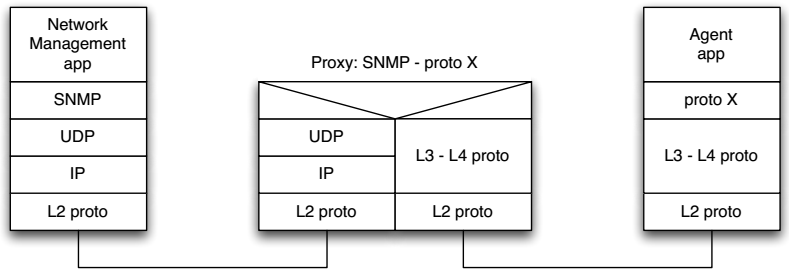 Network
Management
app
SNMP
UDP
IP
L2 proto
Proxy: SNMP - proto X
UDP
IP
L2 proto
L3 - L4 proto
L2 proto
Agent
app
proto X
L3 - L4 proto
L2 proto